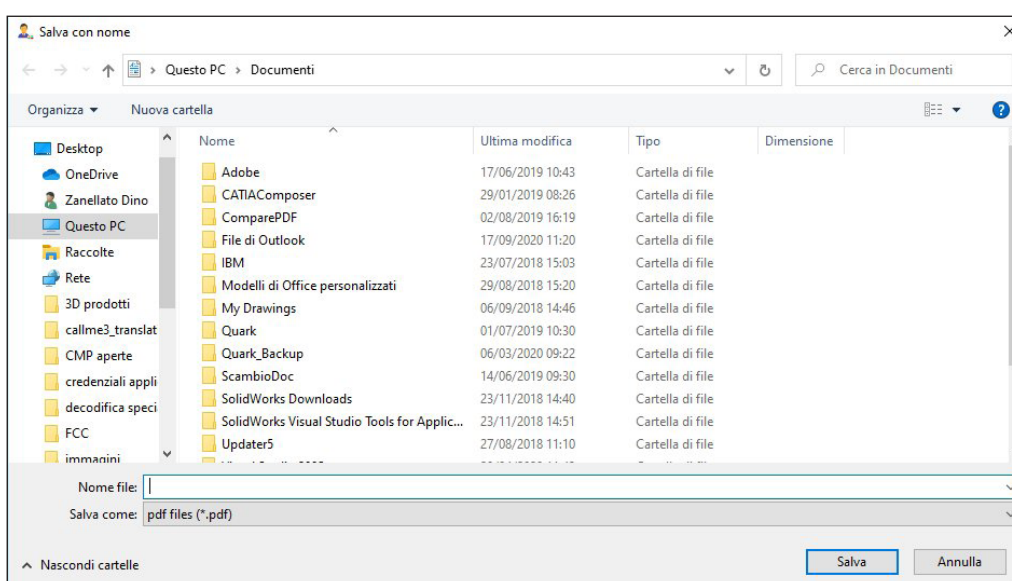 Salva con nome
Questo PC > Documenti
Cerca in Documenti
Organizza
Nuova cartella
Desktop
OneDrive
Zanellato Dino
Questo PC
Raccolte
Rete
3D prodotti
callme3_translat
CMP aperte
credenziali appli
decodifica speci
FCC
immagini
Nome Ultima modifica Tipo Dimensione
Adobe 17/06/2019 10:43 Cartella di file
CATIAComposer 29/01/2019 08:26 Cartella di file
ComparePDF 02/08/2019 16:19 Cartella di file
File di Outlook 17/09/2020 11:20 Cartella di file
IBM 23/07/2018 15:03 Cartella di file
Modelli di Office personalizzati 29/08/2018 15:20 Cartella di file
My Drawings 06/09/2018 14:46 Cartella di file
Quark 01/07/2019 10:30 Cartella di file
Quark_Backup 06/03/2020 09:22 Cartella di file
ScambioDoc 14/06/2019 09:30 Cartella di file
SolidWorks Downloads 23/11/2018 14:40 Cartella di file
SolidWorks Visual Studio Tools for Applic... 23/11/2018 14:51 Cartella di file
Updater5 27/08/2018 11:10 Cartella di file
Nome file:
Salva come: pdf files (*.pdf)
Nascondi cartelle
Salva
Annulla